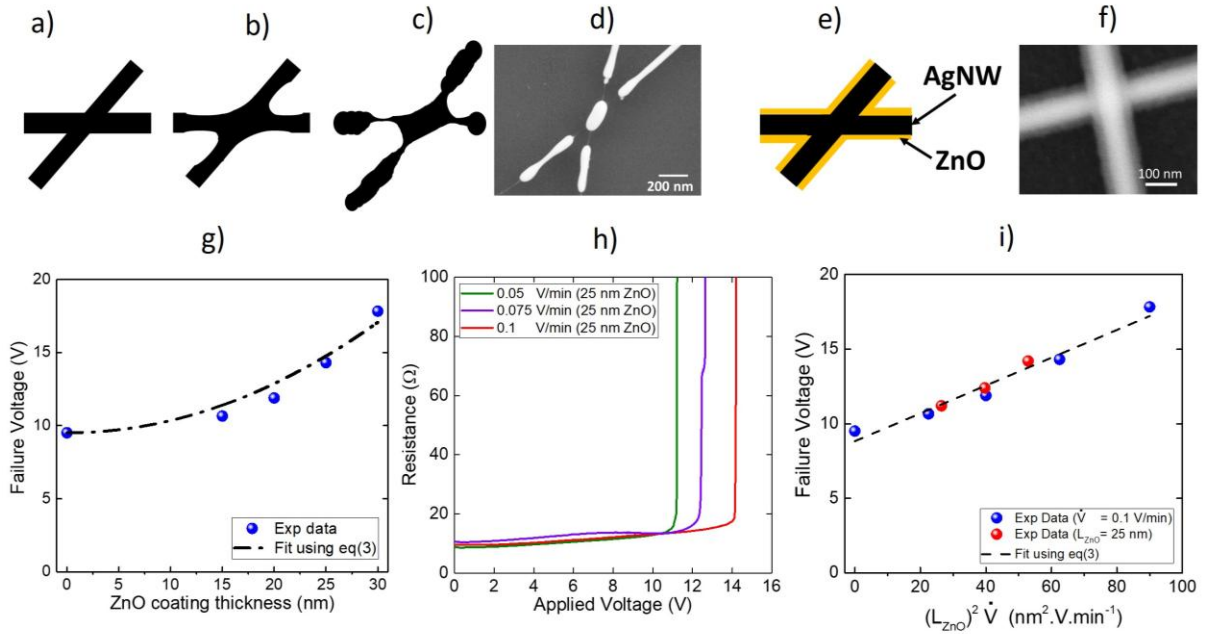 a)
b)
c)
d)
e)
f)
200 nm
AgNW
ZnO
100 nm
g)
Failure Voltage (V)
20
15
10
5
0
0 5 10 15 20 25 30
ZnO coating thickness (nm)
Exp data
Fit using eq(3)
h)
Resistance (Ω)
100
80
60
40
20
0
0 2 4 6 8 10 12 14 16
Applied Voltage (V)
0.05 V/min (25 nm ZnO)
0.075 V/min (25 nm ZnO)
0.1 V/min (25 nm ZnO)
i)
Failure Voltage (V)
20
15
10
5
0
0 20 40 60 80 100
(L_ZnO)² V̇ (nm².V.min⁻¹)
Exp Data (V̇ = 0.1 V/min)
Exp Data (L_ZnO = 25 nm)
Fit using eq(3)